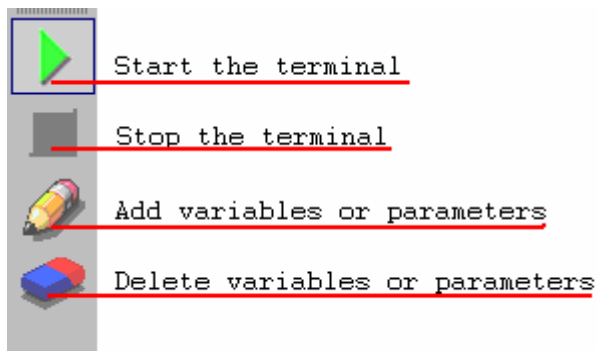 Start the terminal
Stop the terminal
Add variables or parameters
Delete variables or parameters